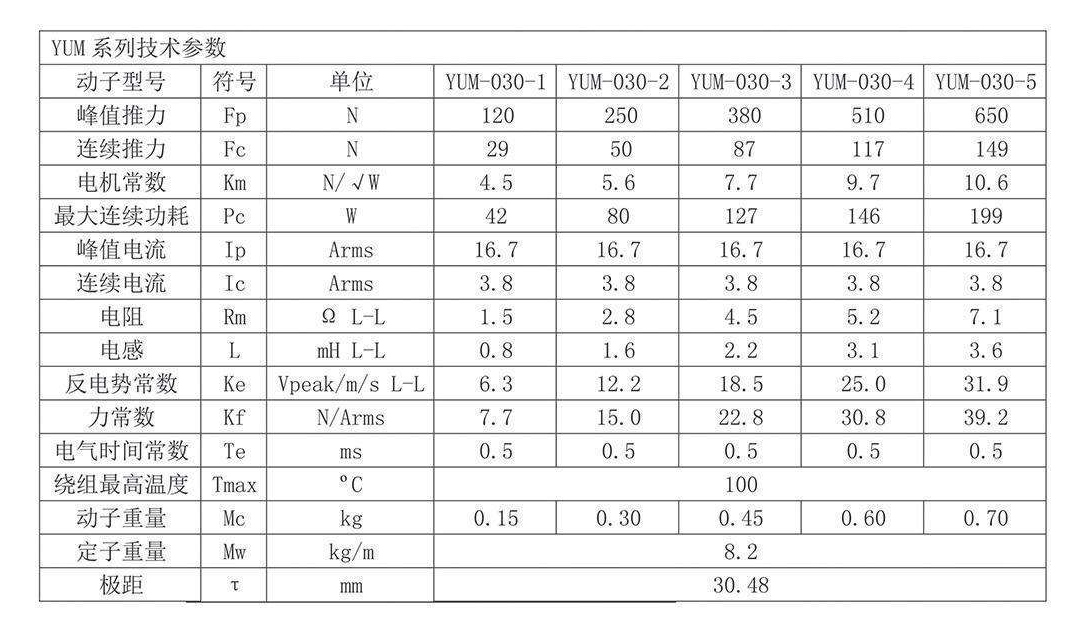 YUM 系列技术参数
动子型号 符号 单位 YUM-030-1 YUM-030-2 YUM-030-3 YUM-030-4 YUM-030-5
峰值推力 Fp N 120 250 380 510 650
连续推力 Fc N 29 50 87 117 149
电机常数 Km N/√W 4.5 5.6 7.7 9.7 10.6
最大连续功耗 Pc W 42 80 127 146 199
峰值电流 Ip Arms 16.7 16.7 16.7 16.7 16.7
连续电流 Ic Arms 3.8 3.8 3.8 3.8 3.8
电阻 Rm Ω L-L 1.5 2.8 4.5 5.2 7.1
电感 L mH L-L 0.8 1.6 2.2 3.1 3.6
反电势常数 Ke Vpeak/m/s L-L 6.3 12.2 18.5 25.0 31.9
力常数 Kf N/Arms 7.7 15.0 22.8 30.8 39.2
电气时间常数 Te ms 0.5 0.5 0.5 0.5 0.5
绕组最高温度 Tmax ºC 100
动子重量 Mc kg 0.15 0.30 0.45 0.60 0.70
定子重量 Mw kg/m 8.2
极距 τ mm 30.48